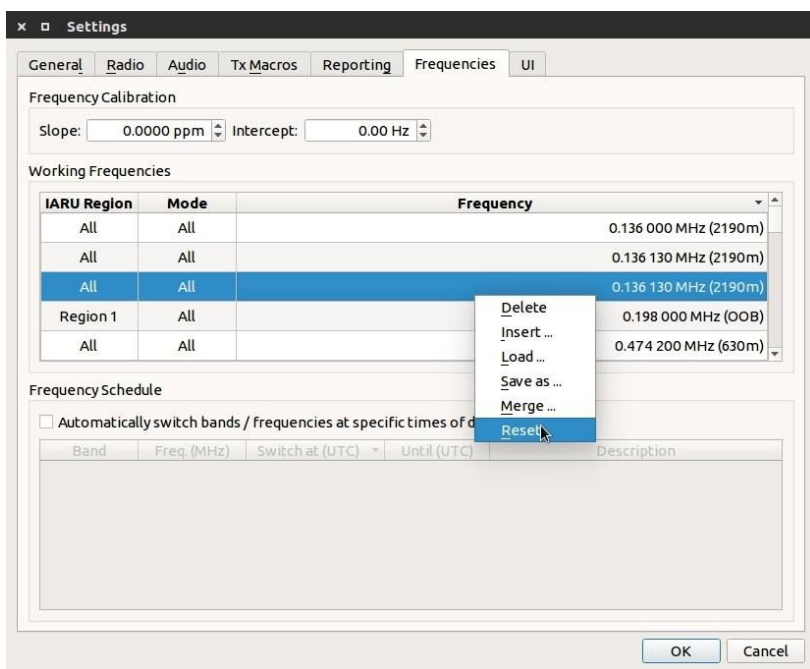 Settings
General Radio Audio Tx Macros Reporting Frequencies UI
Frequency Calibration
Slope: 0.0000 ppm Intercept: 0.00 Hz
Working Frequencies
IARU Region Mode Frequency
All All 0.136 000 MHz (2190m)
All All 0.136 130 MHz (2190m)
All All 0.136 130 MHz (2190m)
Region 1 All 0.198 000 MHz (OOB)
All All 0.474 200 MHz (630m)
Delete
Insert ...
Load ...
Save as ...
Merge ...
Reset
Frequency Schedule
Automatically switch bands / frequencies at specific times of d
Band Freq. (MHz) Switch at (UTC) Until (UTC) Description
OK Cancel